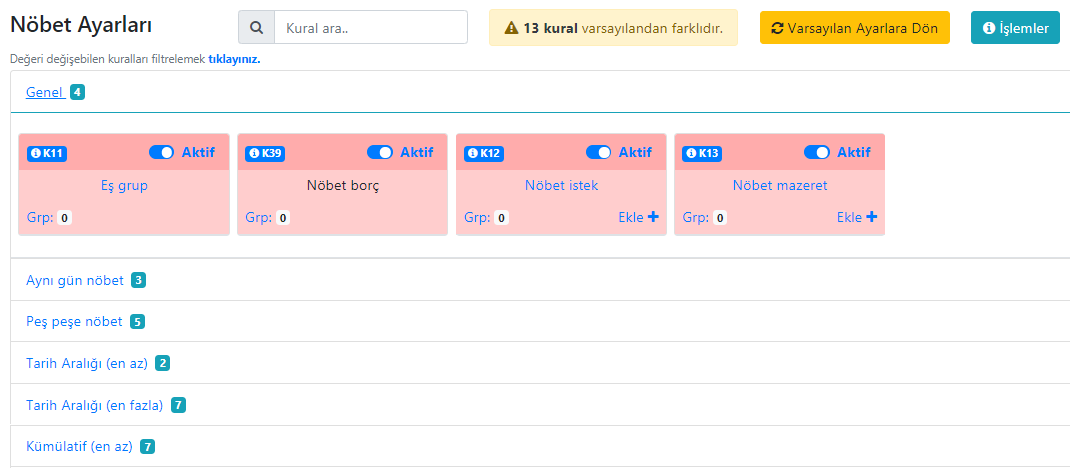 Nöbet Ayarları
Kural ara..
13 kural varsayılandan farklıdır.
Varsayılan Ayarlara Dön
İşlemler
Değeri değişebilen kuralları filtrelemek tıklayınız.
Genel 4
K11 Aktif
Eş grup
Grp: 0
K39 Aktif
Nöbet borç
Grp: 0
K12 Aktif
Nöbet istek
Grp: 0 Ekle
K13 Aktif
Nöbet mazeret
Grp: 0 Ekle
Aynı gün nöbet 3
Peş peşe nöbet 5
Tarih Aralığı (en az) 2
Tarih Aralığı (en fazla) 7
Kümülatif (en az) 7